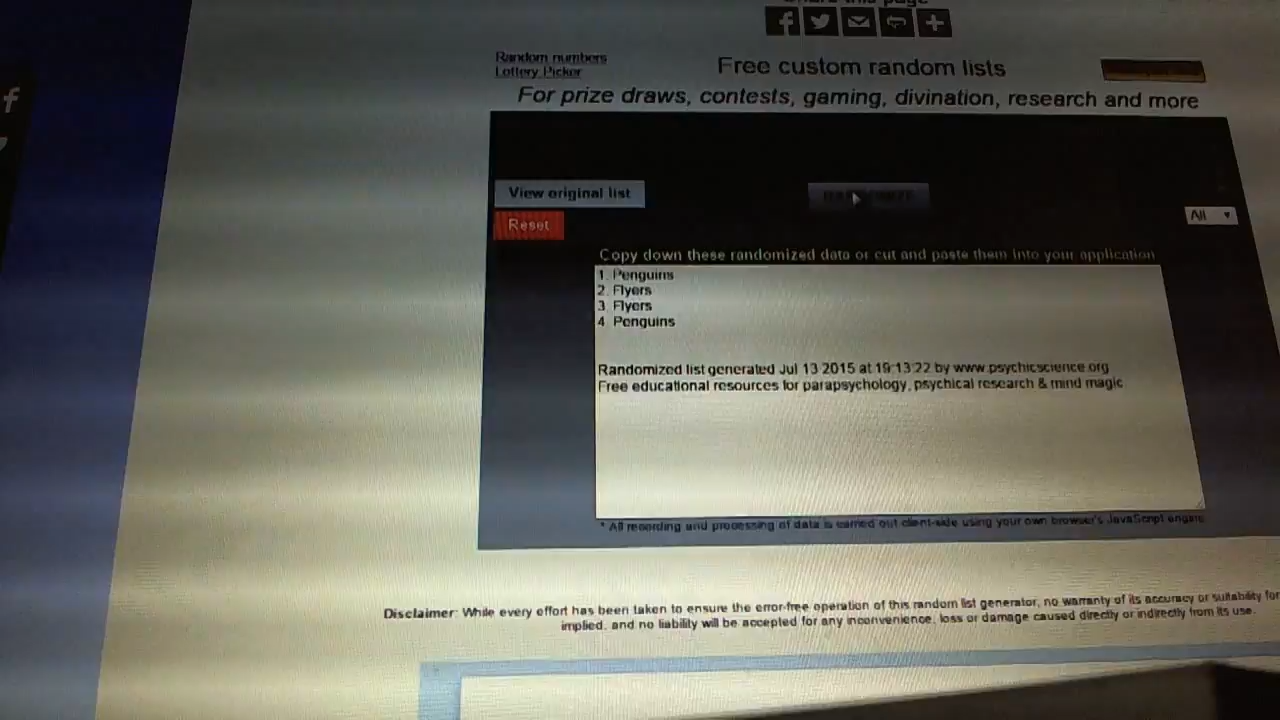 Random numbers
Lottery Picker
Free custom random lists
For prize draws, contests, gaming, divination, research and more
View original list
Reset
All
Copy down these randomized data or cut and paste them into your application
1. Penguins
2. Flyers
3. Flyers
4. Penguins
Randomized list generated Jul 13 2015 at 19:13:22 by www.psychicscience.org
Free educational resources for parapsychology, psychical research & mind magic
* All recording and processing of data is carried out client-side using your own browser's JavaScript engine
Disclaimer: While every effort has been taken to ensure the error-free operation of this random list generator, no warranty of its accuracy or suitability for
implied, and no liability will be accepted for any inconvenience, loss or damage caused directly or indirectly from its use.